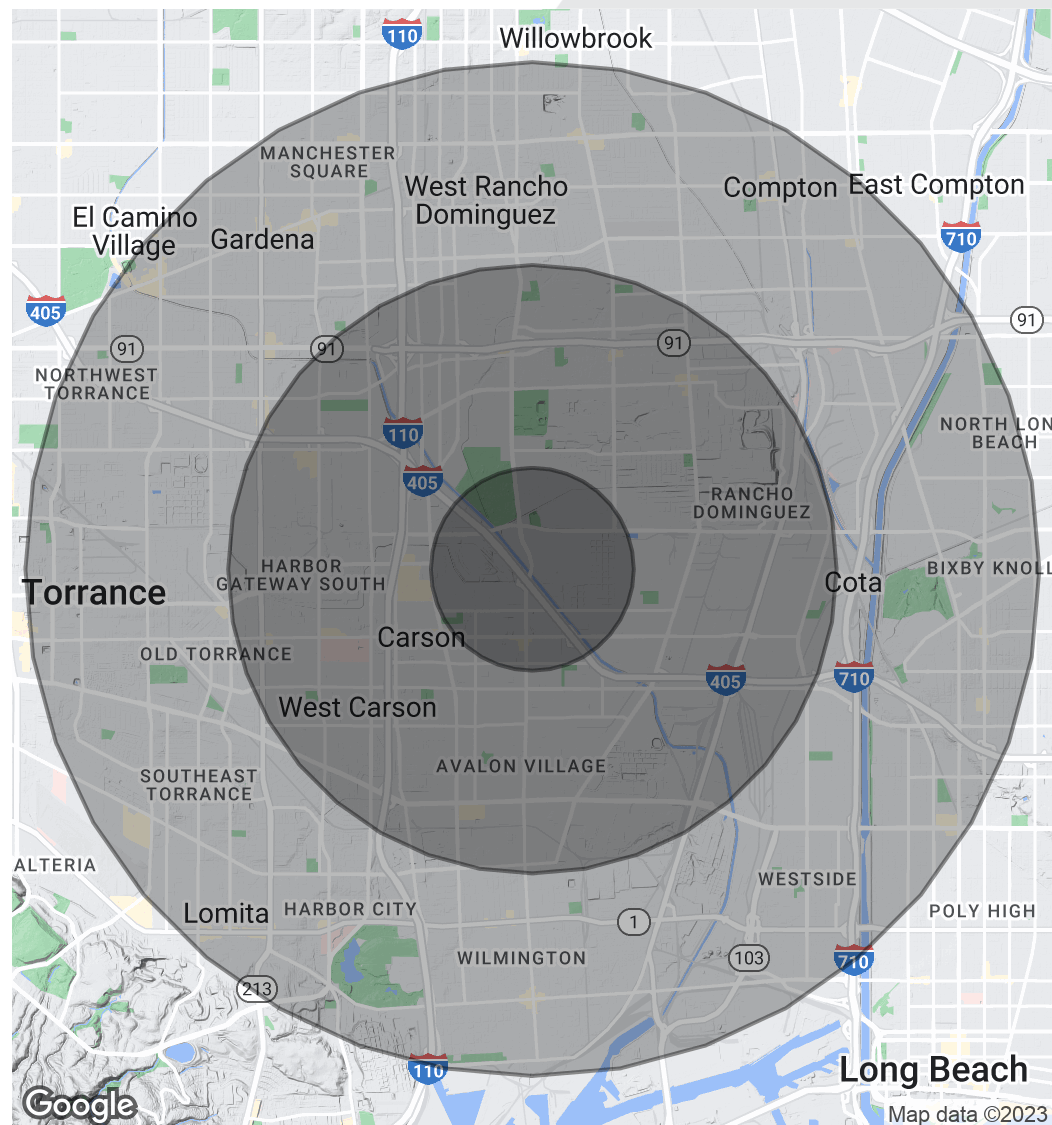 110
Willowbrook
MANCHESTER
SQUARE
West Rancho
Dominguez
Compton
East Compton
El Camino
Village
Gardena
710
405
91
91
91
91
NORTHWEST
TORRANCE
110
NORTH LON
BEACH
405
RANCHO
DOMINGUEZ
HARBOR
GATEWAY SOUTH
BIXBY KNOLL
Torrance
Cota
Carson
OLD TORRANCE
405
710
West Carson
AVALON VILLAGE
SOUTHEAST
TORRANCE
ALTERIA
WESTSIDE
Lomita
HARBOR CITY
POLY HIGH
1
WILMINGTON
103
710
213
110
Long Beach
Google
Map data ©2023